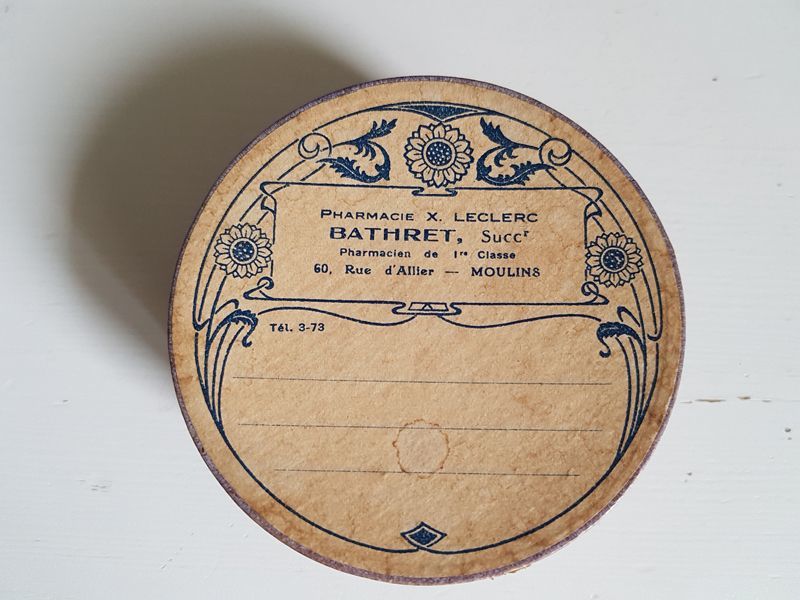 PHARMACIE X. LECLERC
BATHRET, Succʳ
Pharmacien de 1ʳᵉ Classe
60, Rue d'Allier — MOULINS
Tél. 3-73